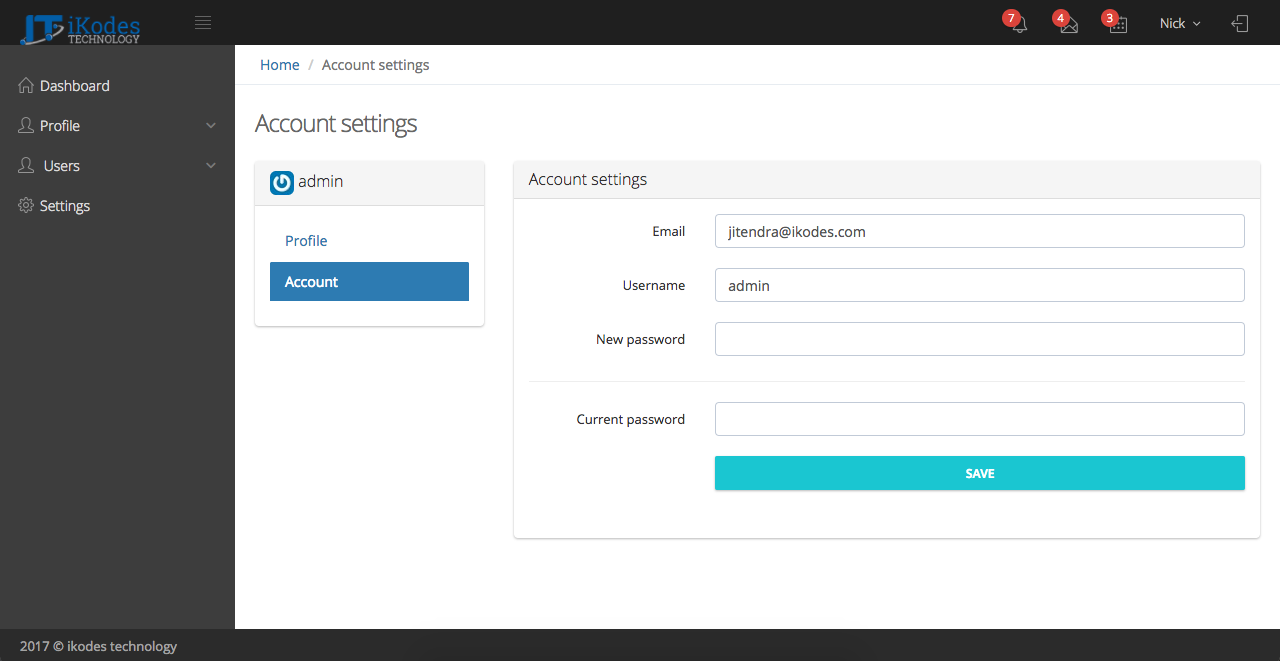 iKodes
TECHNOLOGY
7
4
3
Nick
Dashboard
Profile
Users
Settings
Home / Account settings
Account settings
admin
Profile
Account
Account settings
Email
jitendra@ikodes.com
Username
admin
New password
Current password
SAVE
2017 © ikodes technology